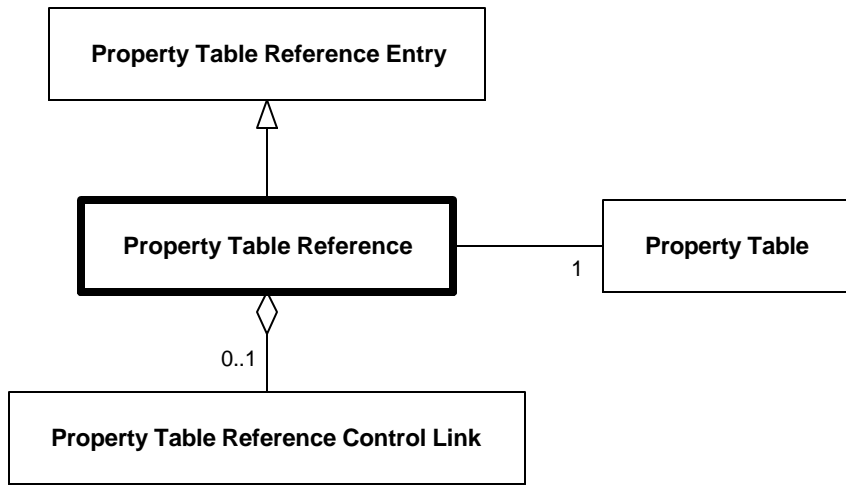 Property Table Reference Entry
Property Table Reference
Property Table
1
0..1
Property Table Reference Control Link